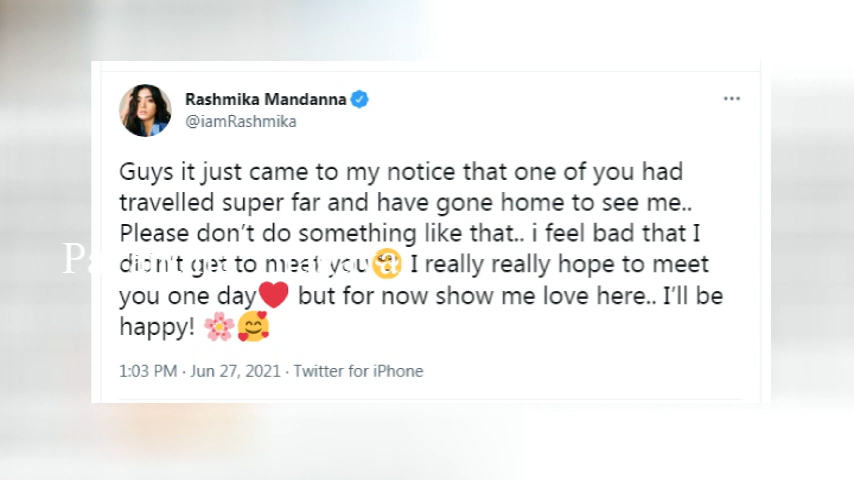 Rashmika Mandanna
@iamRashmika
Guys it just came to my notice that one of you had
travelled super far and have gone home to see me..
Please don't do something like that.. i feel bad that I
didn't get to meet you🥺 I really really hope to meet
you one day❤️ but for now show me love here.. I'll be
happy! 🌸🥰
1:03 PM · Jun 27, 2021 · Twitter for iPhone